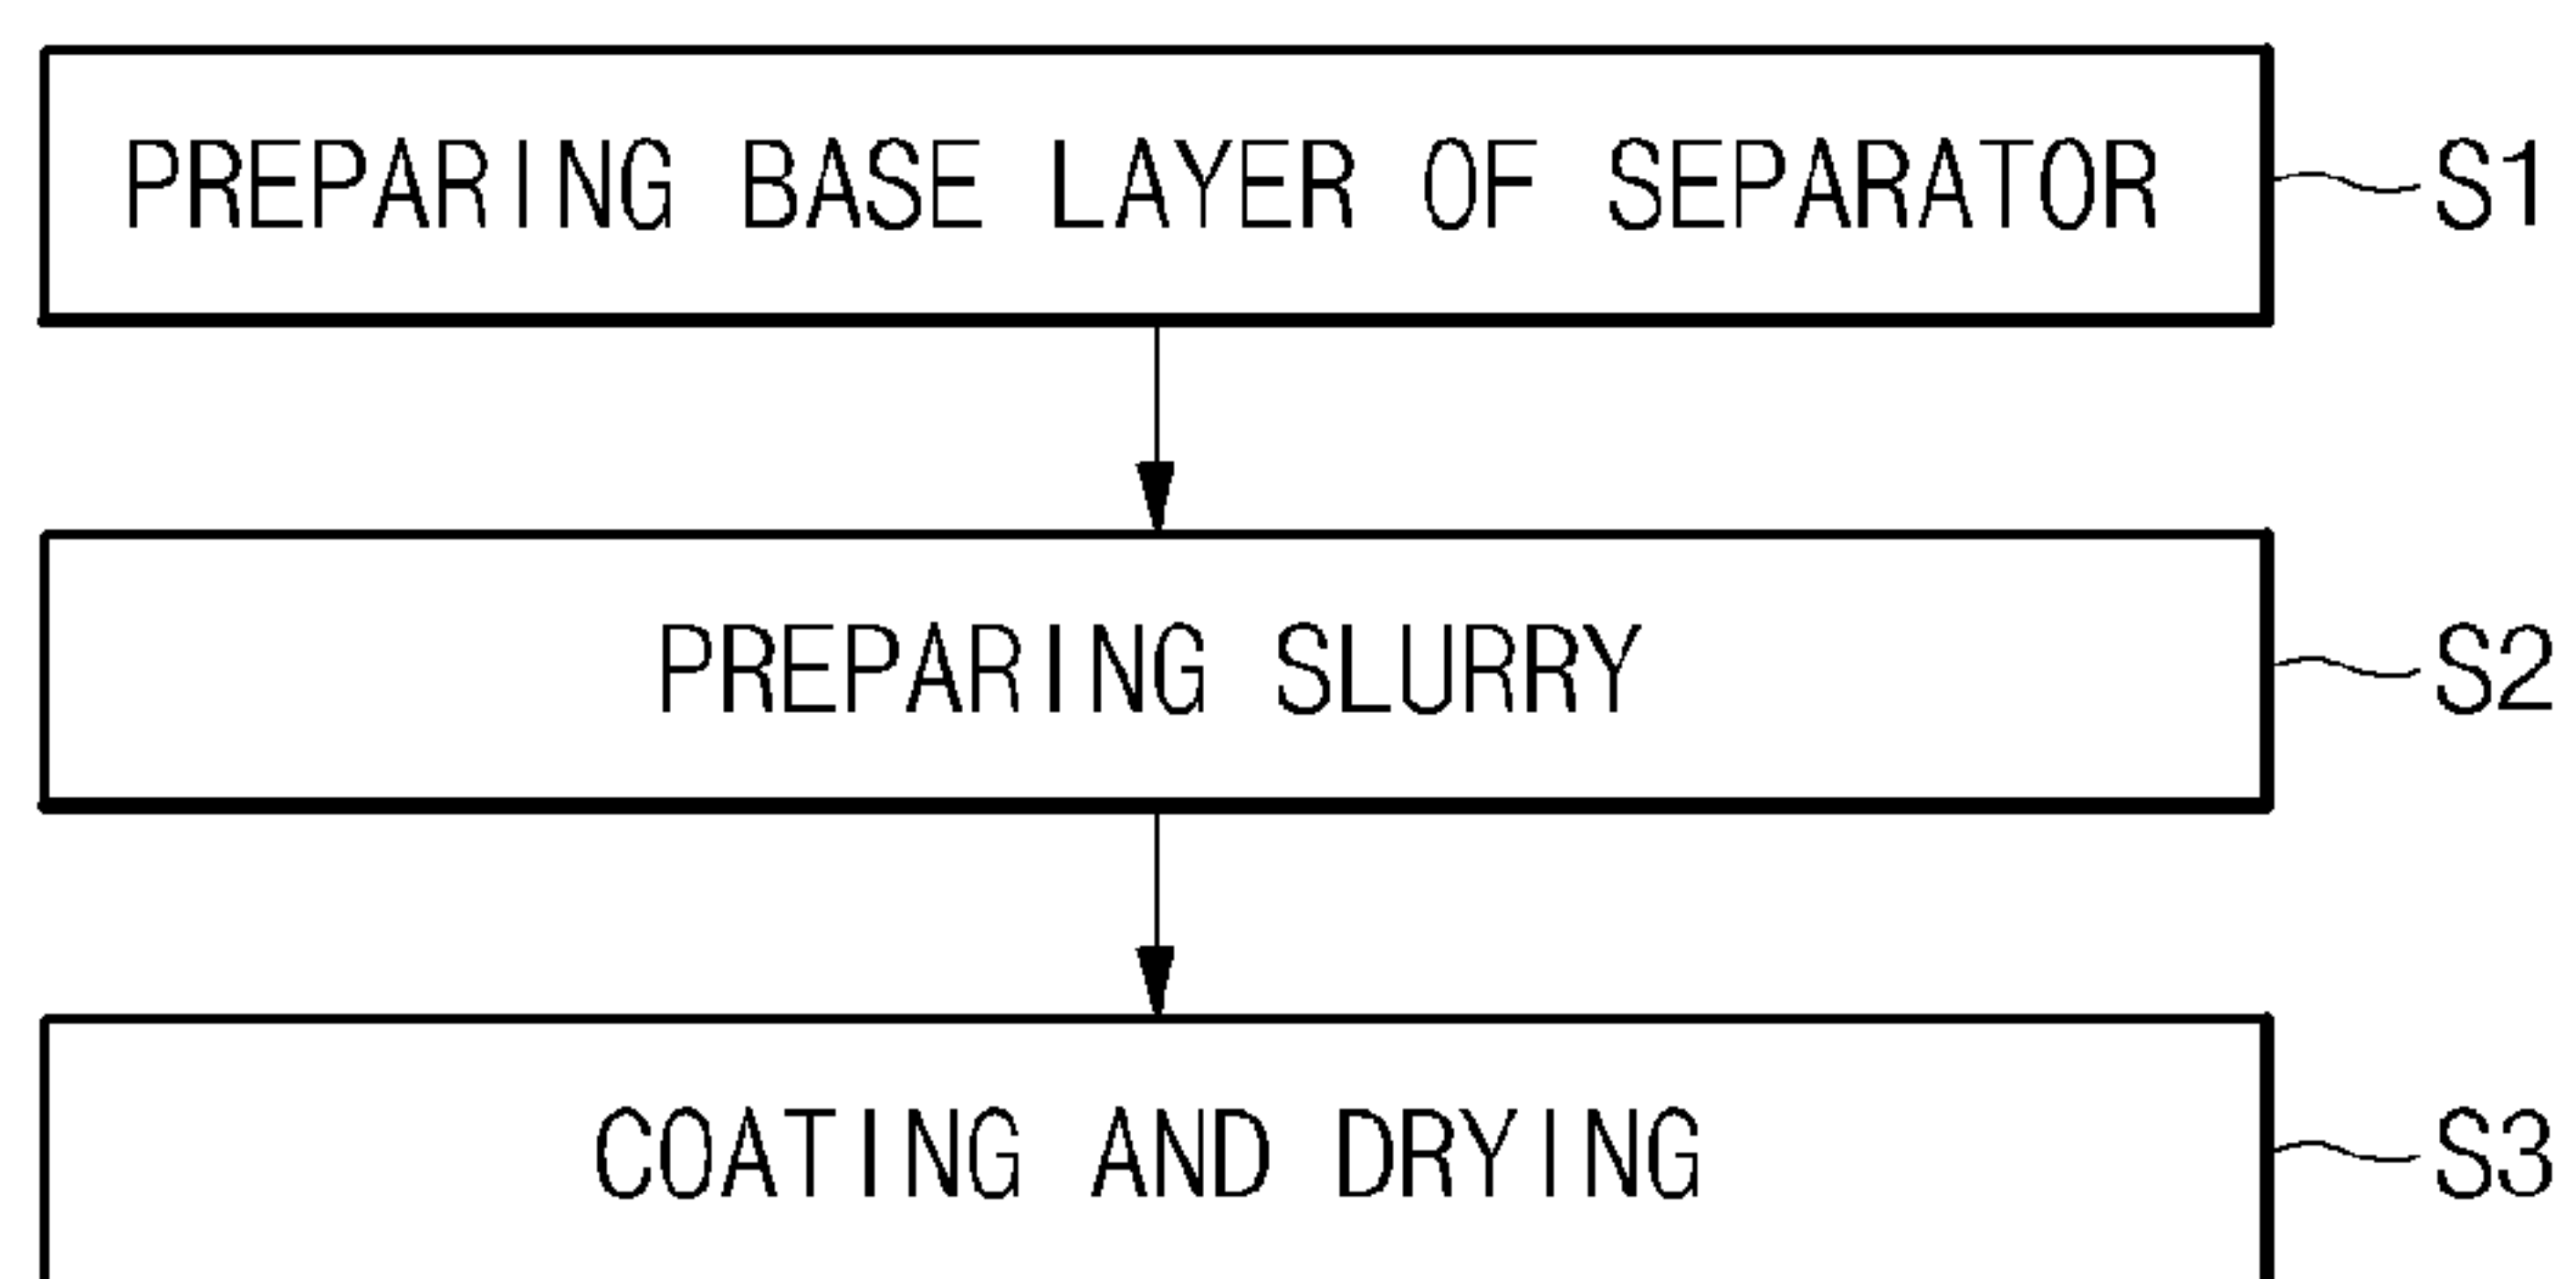 PREPARING BASE LAYER OF SEPARATOR S1
PREPARING SLURRY S2
COATING AND DRYING S3